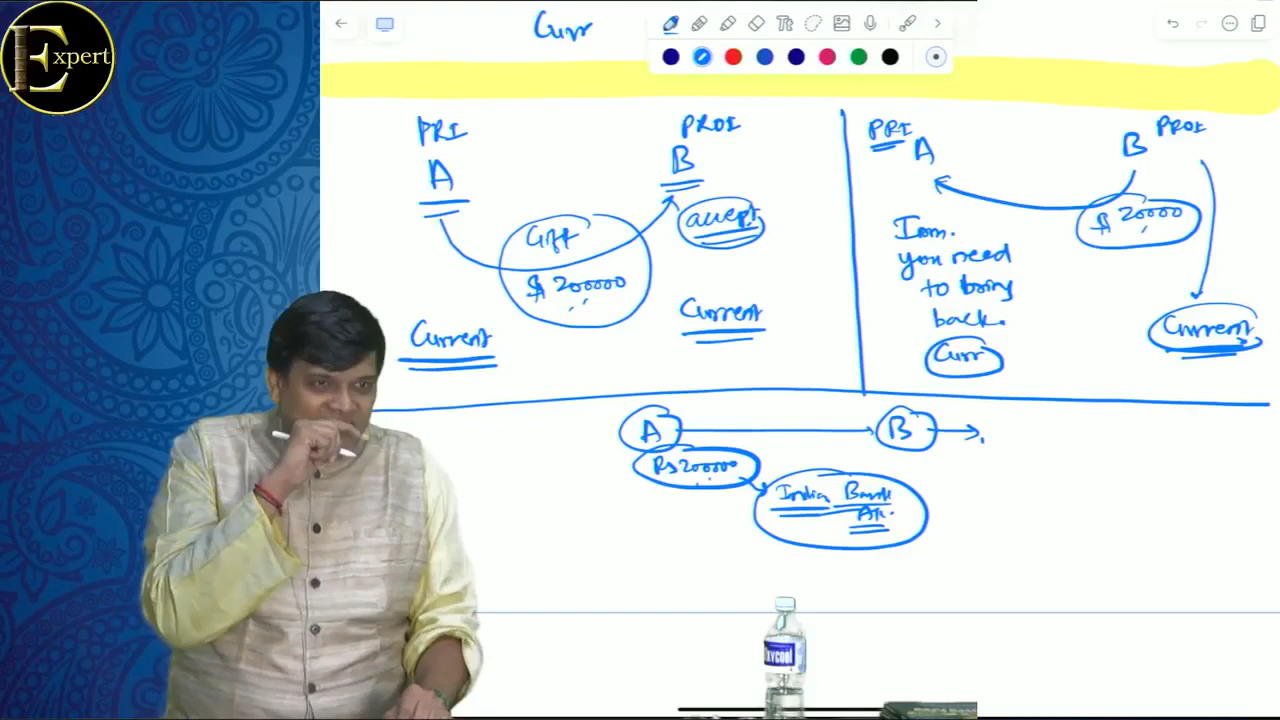 Expert
Curr
Tt
PRI
A
PROI
B
accept
Gift
$ 200000
Current
Current
PRI
A
B
PROI
$ 20000
Imm.
you need
to bring
back.
Curr
Current
A
B
Rs 200000
India Bank
A/c.